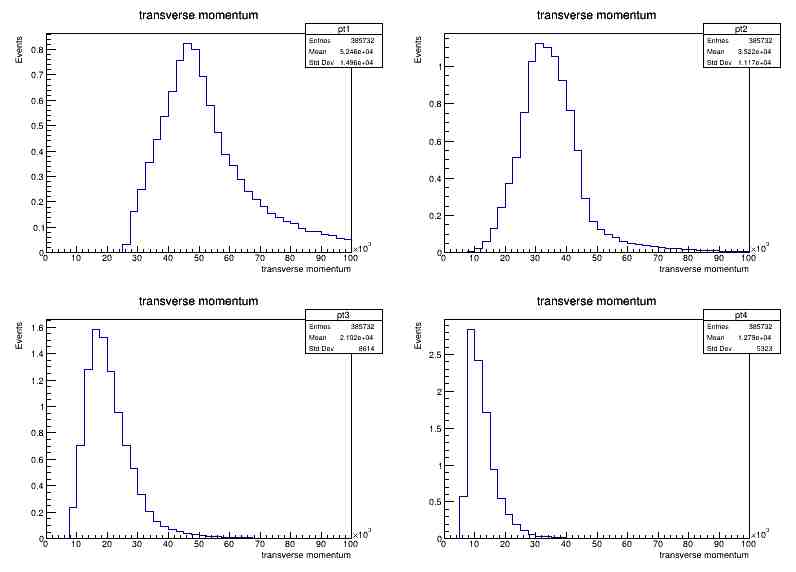 transverse momentum
pt1
Entries 385732
Mean 5.246e+04
Std Dev 1.496e+04
Events
0.8
0.7
0.6
0.5
0.4
0.3
0.2
0.1
0
0 10 20 30 40 50 60 70 80 90 100
×10³
transverse momentum
transverse momentum
pt2
Entries 385732
Mean 3.522e+04
Std Dev 1.117e+04
Events
1
0.8
0.6
0.4
0.2
0
0 10 20 30 40 50 60 70 80 90 100
×10³
transverse momentum
transverse momentum
pt3
Entries 385732
Mean 2.102e+04
Std Dev 8614
Events
1.6
1.4
1.2
1
0.8
0.6
0.4
0.2
0
0 10 20 30 40 50 60 70 80 90 100
×10³
transverse momentum
transverse momentum
pt4
Entries 385732
Mean 1.279e+04
Std Dev 5323
Events
2.5
2
1.5
1
0.5
0
0 10 20 30 40 50 60 70 80 90 100
×10³
transverse momentum